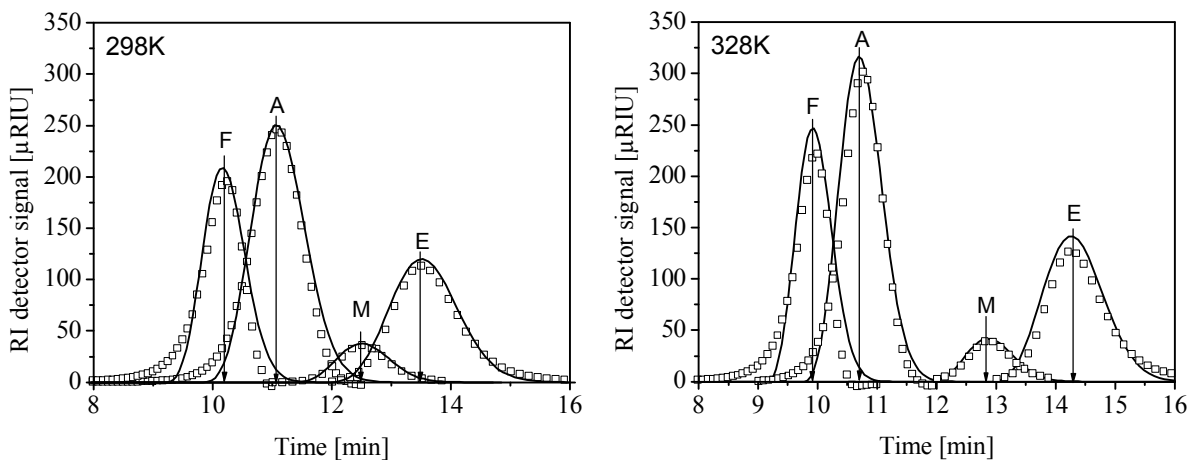 298K
F
A
M
E
RI detector signal [µRIU]
350
300
250
200
150
100
50
0
8 10 12 14 16
Time [min]
328K
F
A
M
E
RI detector signal [µRIU]
350
300
250
200
150
100
50
0
8 9 10 11 12 13 14 15 16
Time [min]